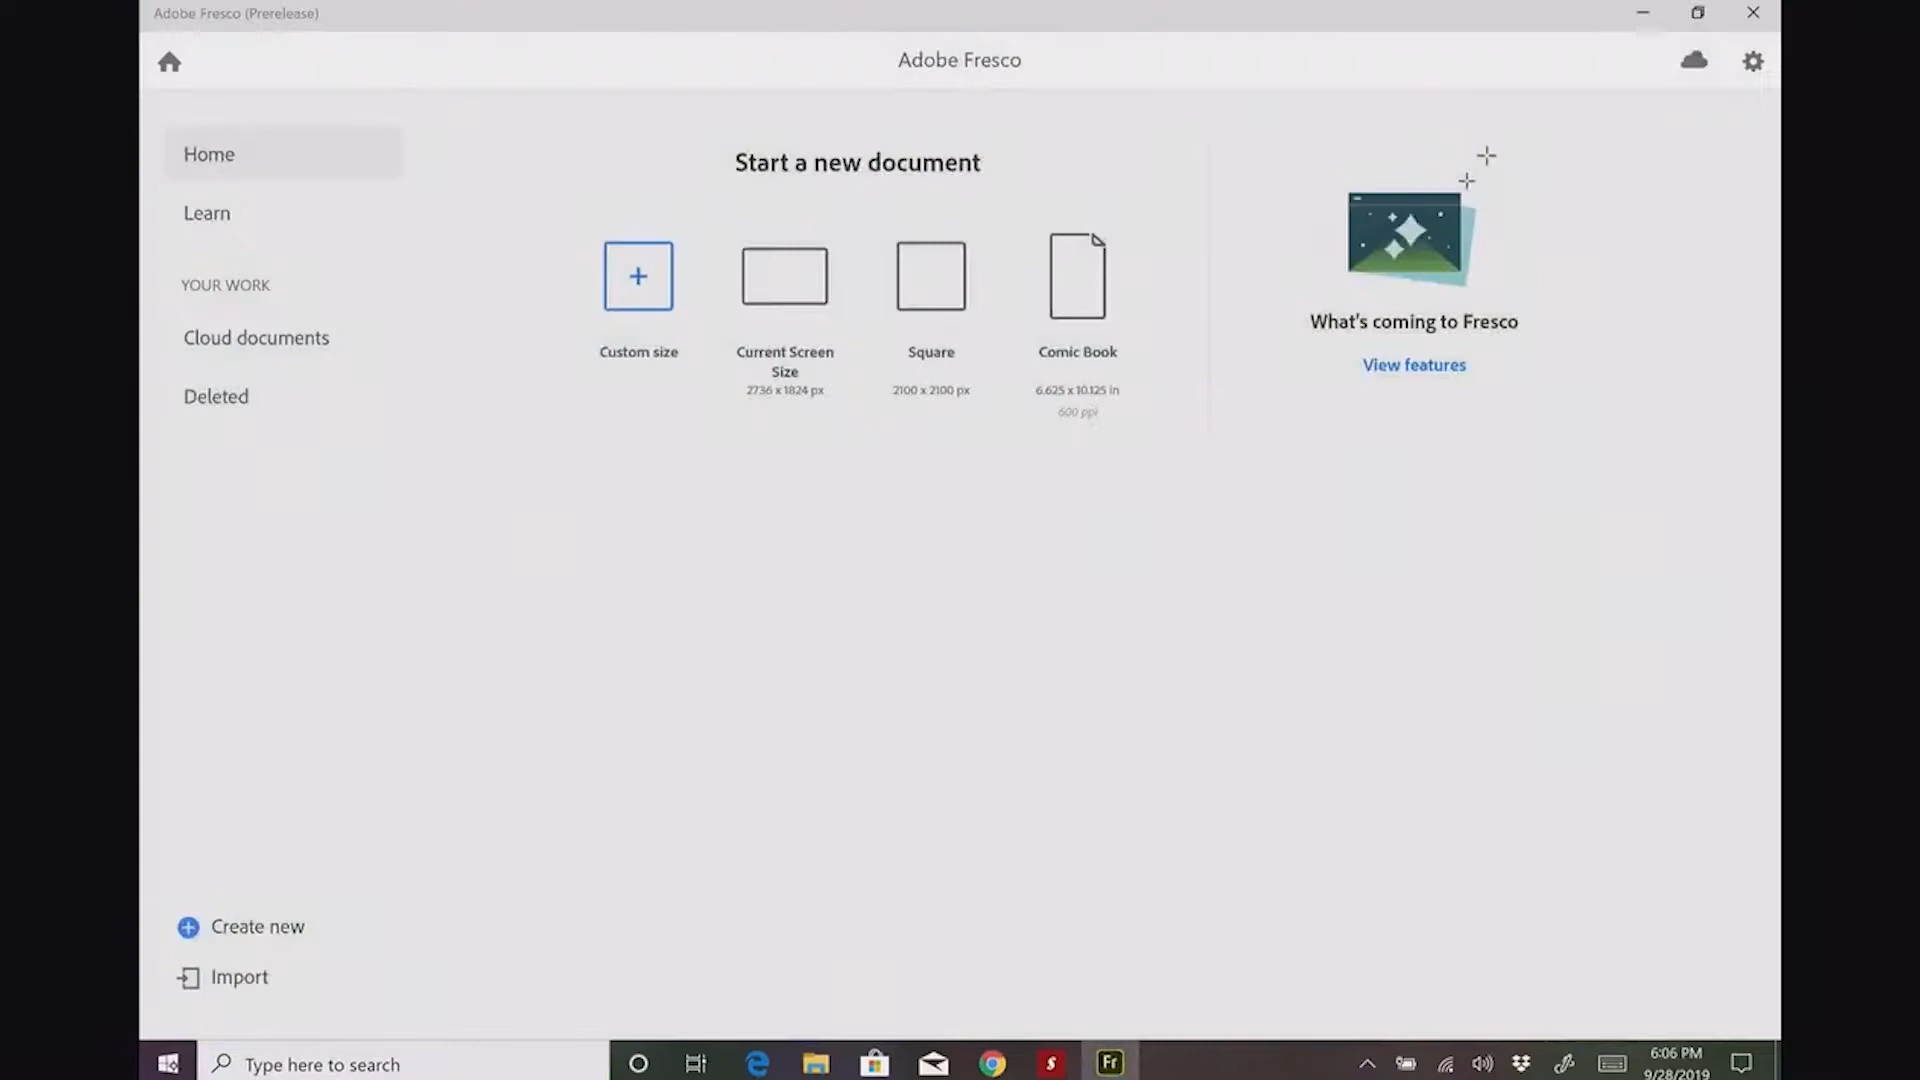 Adobe Fresco (Prerelease)
Adobe Fresco
Home
Learn
YOUR WORK
Cloud documents
Deleted
Start a new document
Custom size
Current Screen
Size
2736 x 1824 px
Square
2100 x 2100 px
Comic Book
6.625 x 10.125 in
600 ppi
What's coming to Fresco
View features
Create new
Import
Type here to search
S
Fr
6:06 PM
9/28/2019